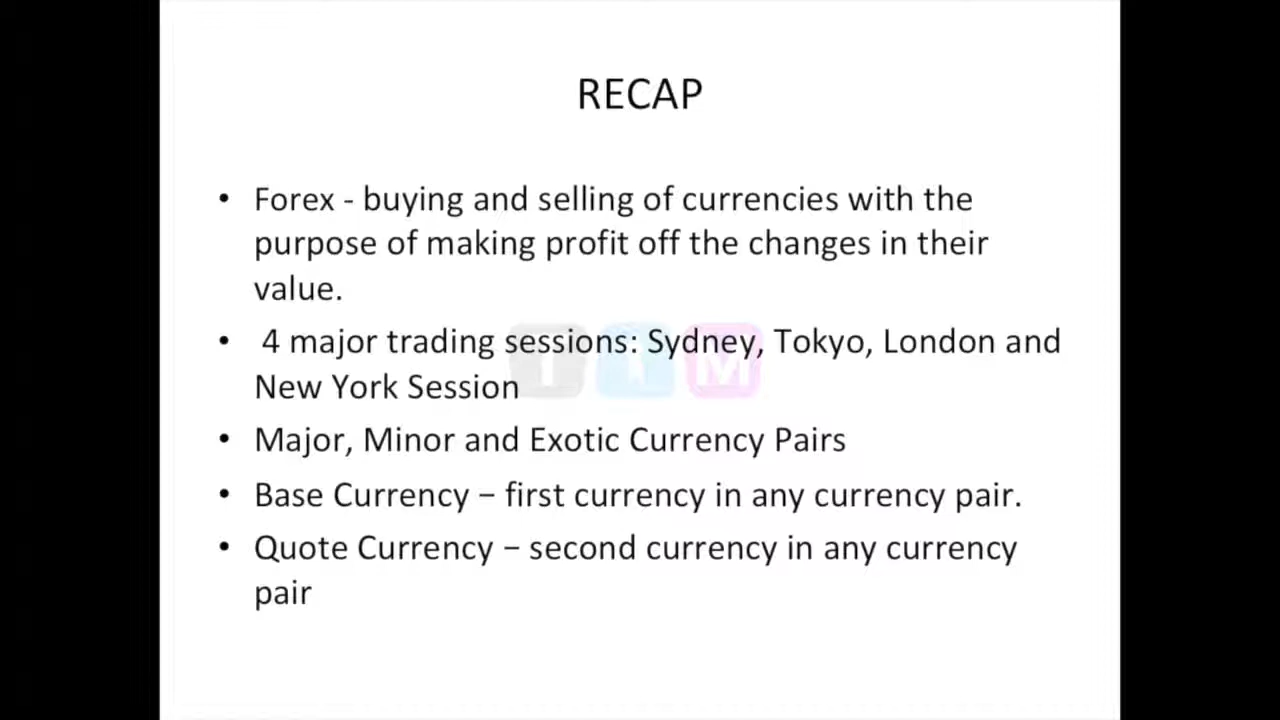 RECAP
• Forex - buying and selling of currencies with the
purpose of making profit off the changes in their
value.
• 4 major trading sessions: Sydney, Tokyo, London and
New York Session
• Major, Minor and Exotic Currency Pairs
• Base Currency – first currency in any currency pair.
• Quote Currency – second currency in any currency
pair
TTM